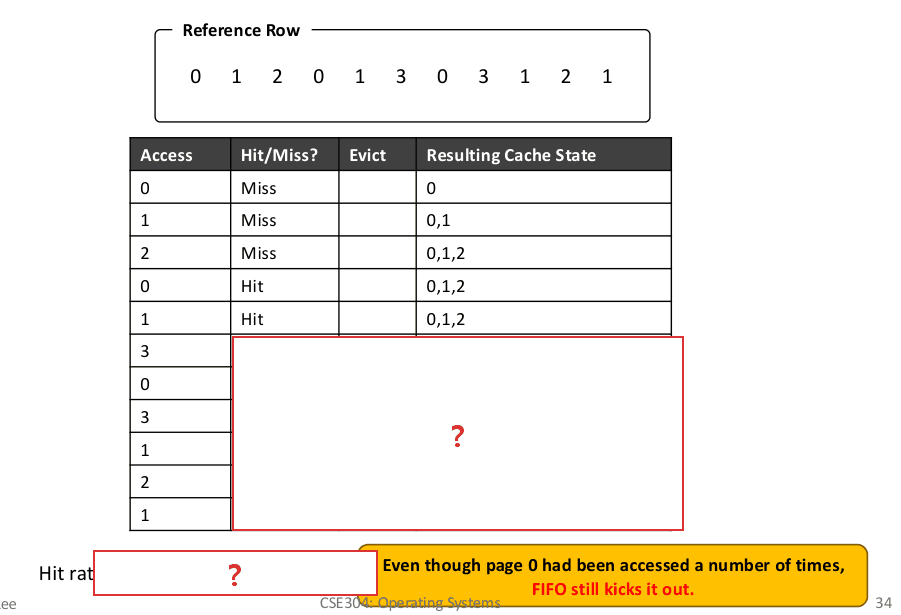 Reference Row
0 1 2 0 1 3 0 3 1 2 1
Access Hit/Miss? Evict Resulting Cache State
0 Miss 0
1 Miss 0,1
2 Miss 0,1,2
0 Hit 0,1,2
1 Hit 0,1,2
3
0
3
1
2
1
?
Hit rat
?
Even though page 0 had been accessed a number of times,
FIFO still kicks it out.
ee CSE304: Operating Systems 34